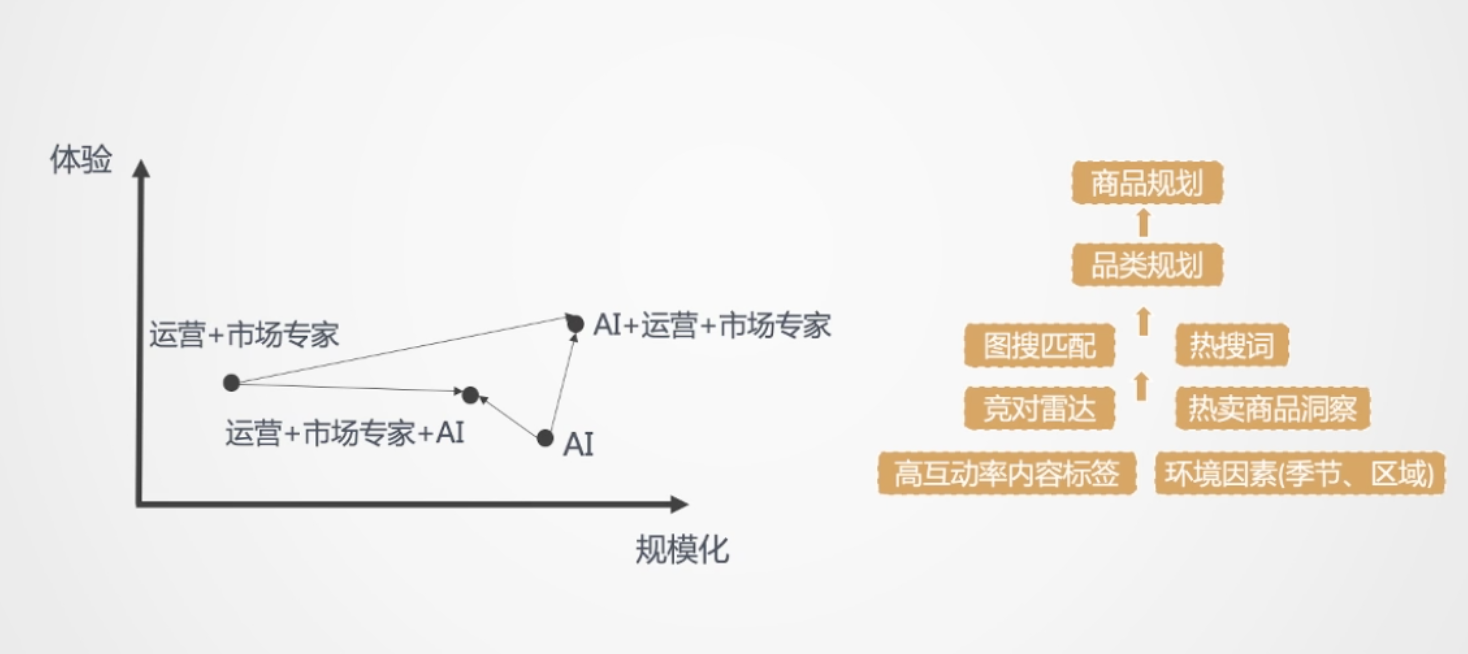 体验
运营+市场专家
AI+运营+市场专家
运营+市场专家+AI
AI
规模化
商品规划
品类规划
图搜匹配
热搜词
竞对雷达
热卖商品洞察
高互动率内容标签
环境因素(季节、区域)